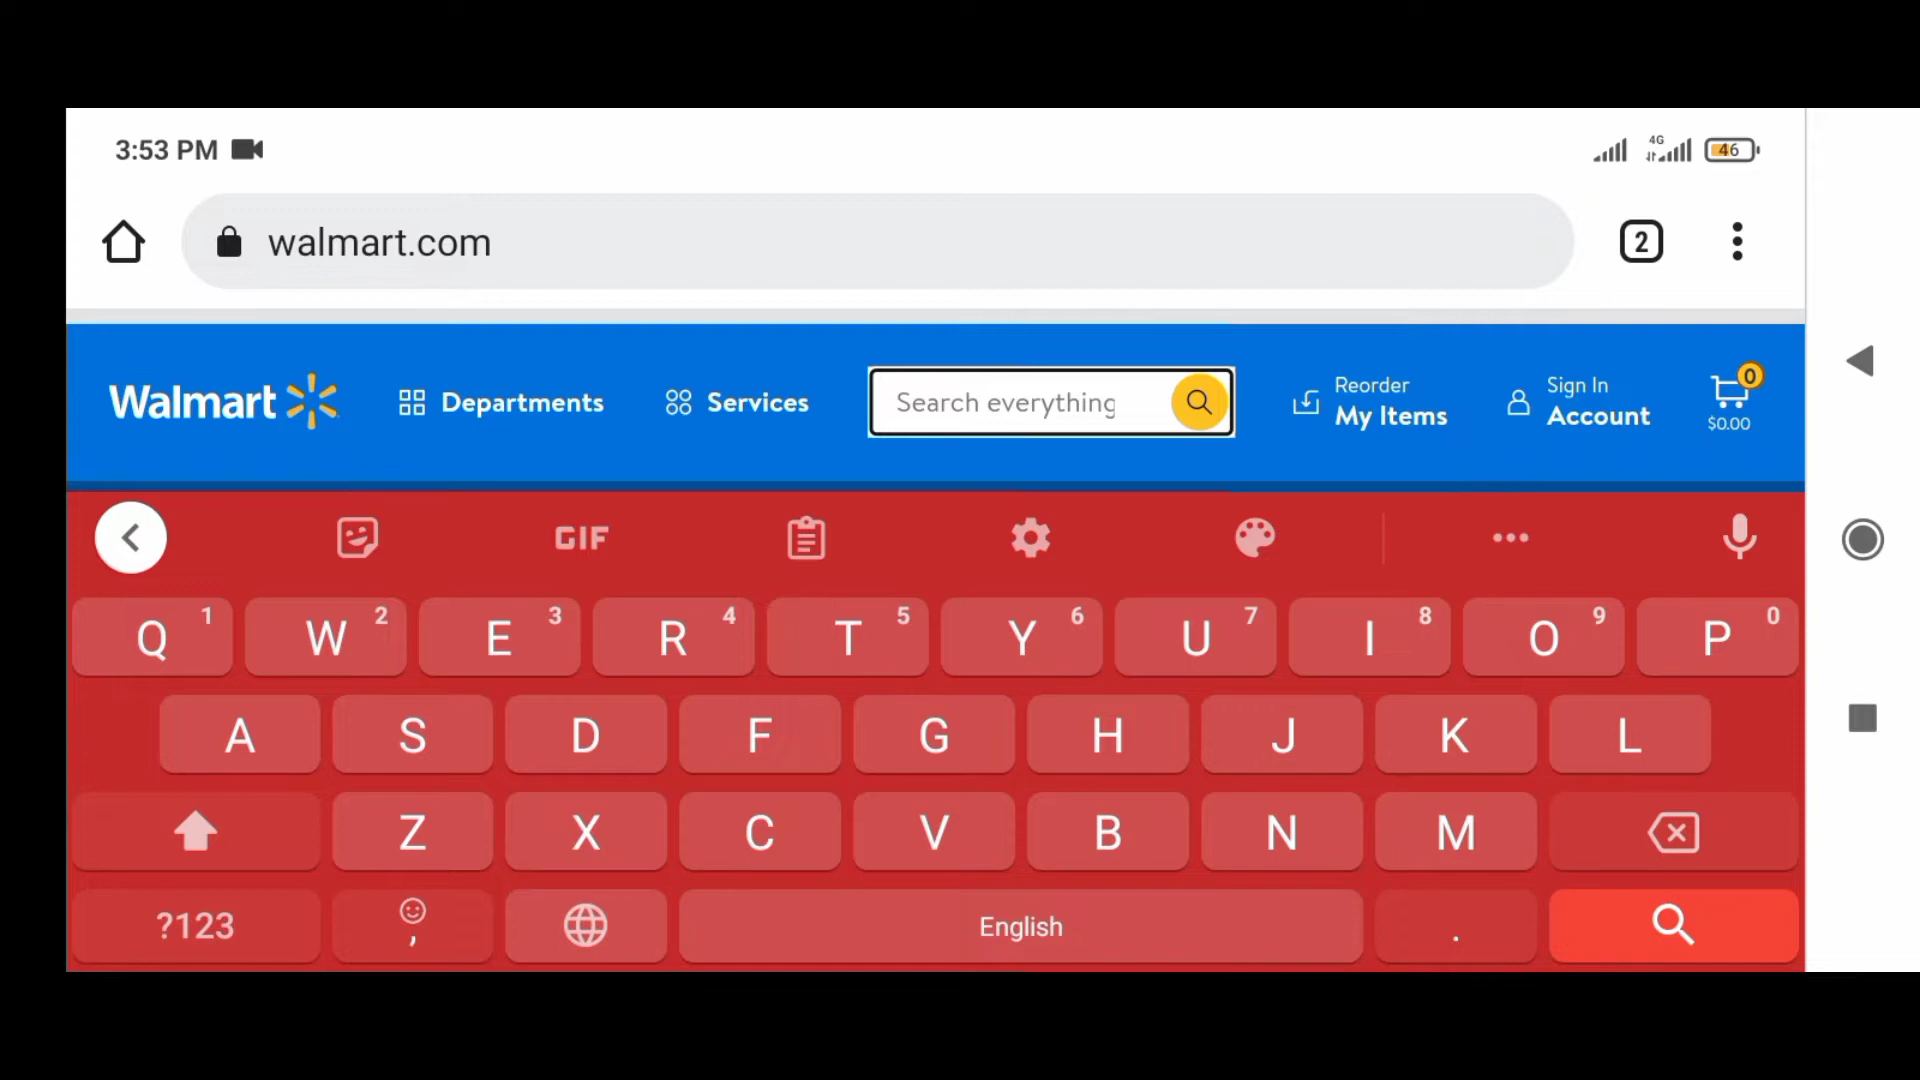 3:53 PM
4G
46
walmart.com
2
Walmart
Departments
Services
Search everything
Reorder
My Items
Sign In
Account
0
$0.00
GIF
Q 1 W 2 E 3 R 4 T 5 Y 6 U 7 I 8 O 9 P 0
A S D F G H J K L
Z X C V B N M
?123 , English .